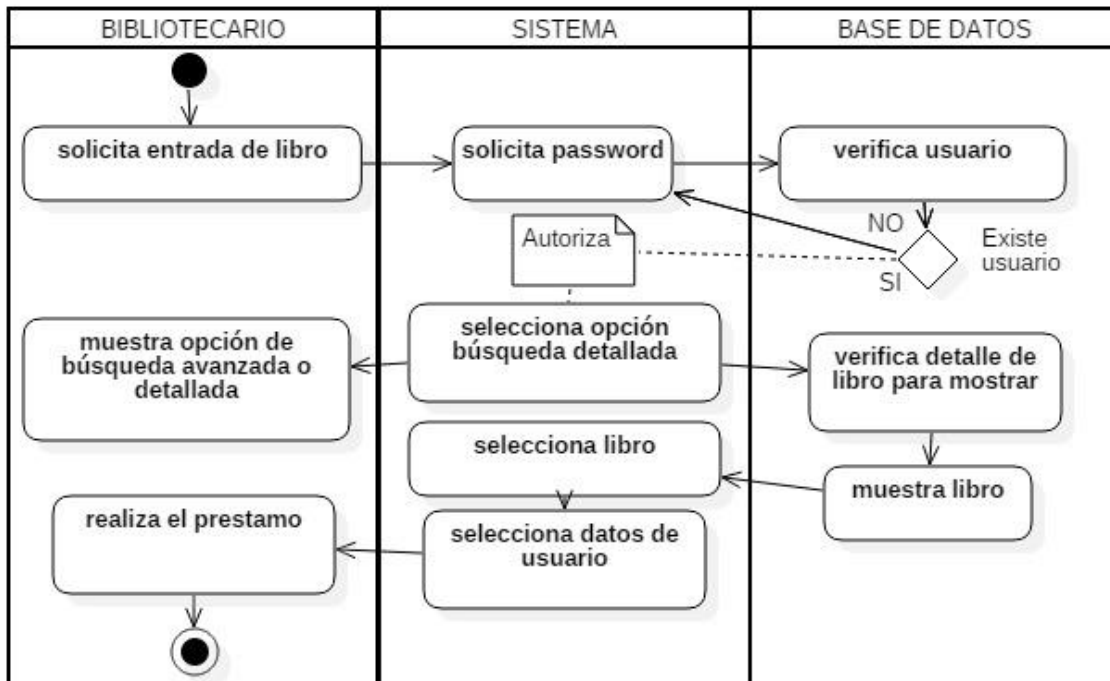 BIBLIOTECARIO
SISTEMA
BASE DE DATOS
solicita entrada de libro
solicita password
verifica usuario
NO
Existe
usuario
SI
Autoriza
muestra opción de
búsqueda avanzada o
detallada
selecciona opción
búsqueda detallada
verifica detalle de
libro para mostrar
selecciona libro
muestra libro
realiza el prestamo
selecciona datos de
usuario